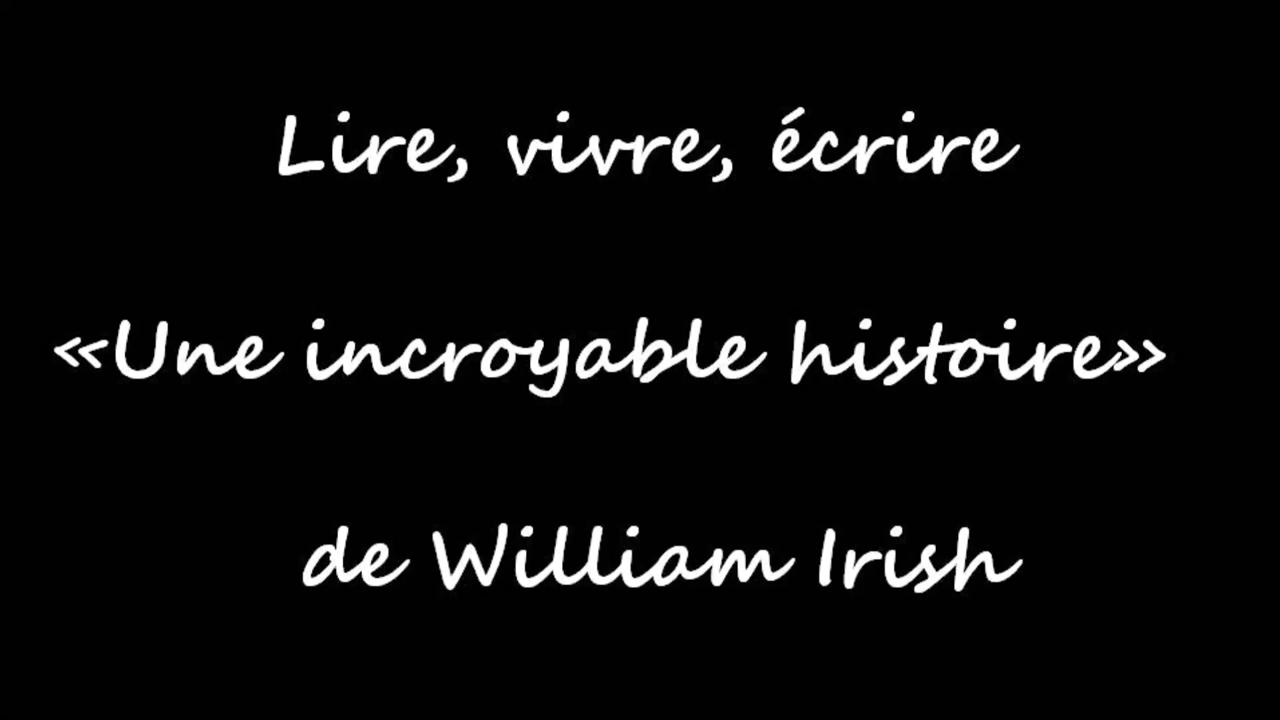 Lire, vivre, écrire
«Une incroyable histoire»
de William Irish